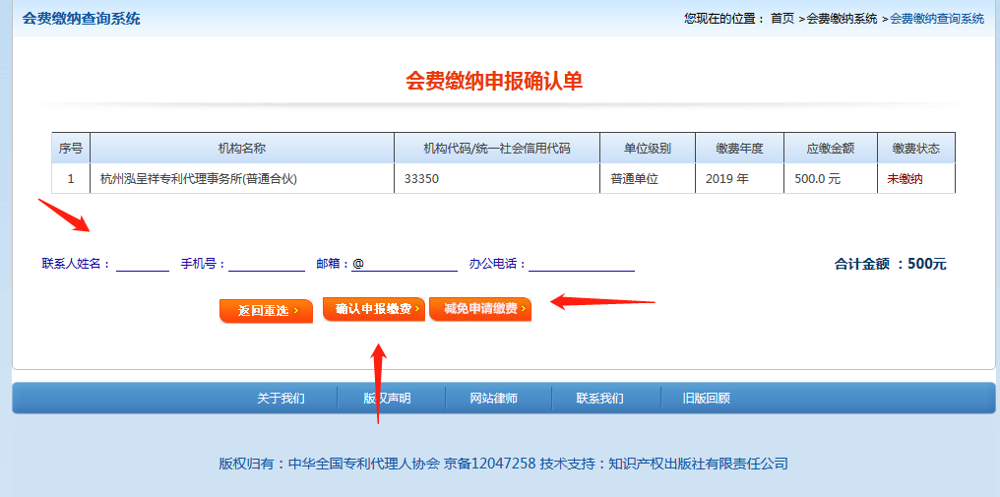 会费缴纳查询系统 您现在的位置： 首页 >会费缴纳系统 >会费缴纳查询系统
会费缴纳申报确认单
序号 机构名称 机构代码/统一社会信用代码 单位级别 缴费年度 应缴金额 缴费状态
1 杭州泓呈祥专利代理事务所(普通合伙) 33350 普通单位 2019 年 500.0 元 未缴纳
联系人姓名： 手机号： 邮箱：@ 办公电话： 合计金额 ：500元
返回重选 › 确认申报缴费 › 减免申请缴费 ›
关于我们 版权声明 网站律师 联系我们 旧版回顾
版权归有：中华全国专利代理人协会 京备12047258 技术支持：知识产权出版社有限责任公司